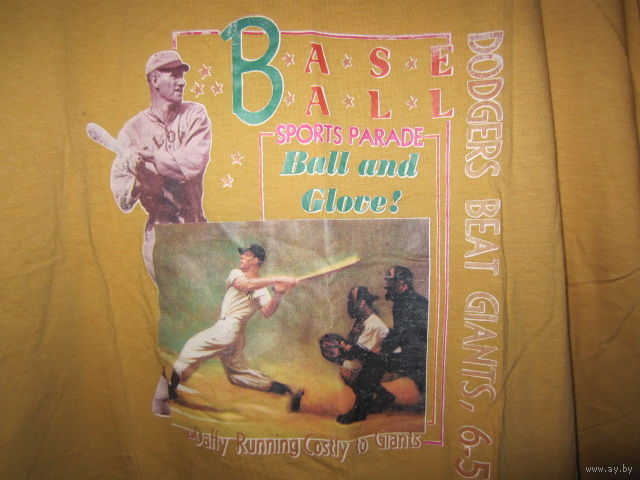 BASE
BALL
SPORTS PARADE
Ball and
Glove!
DODGERS BEAT GIANTS, 6-5
Daffy Running Costly to Giants
www.ay.by